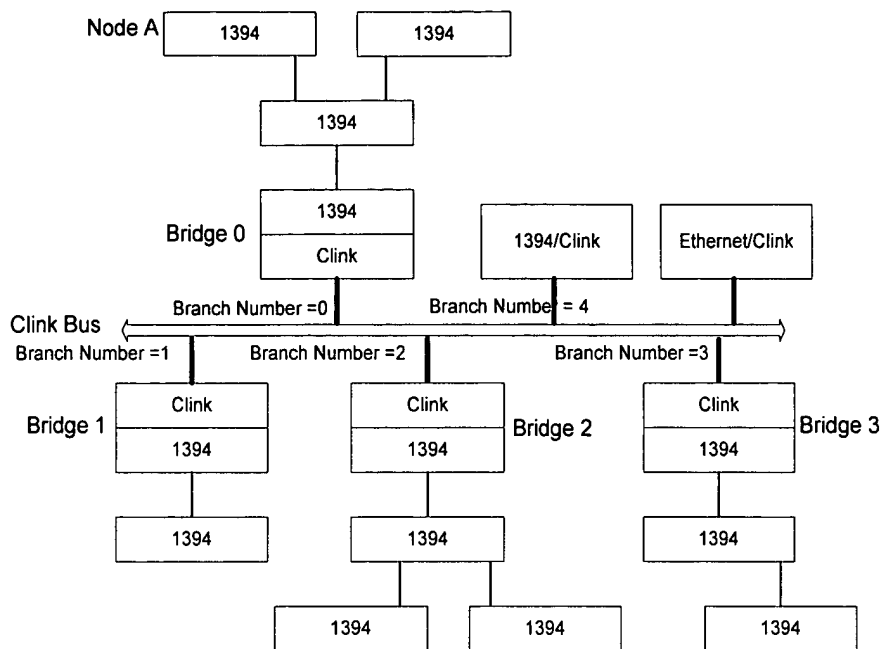 Node A
1394
1394
1394
1394
Bridge 0
Clink
1394/Clink
Ethernet/Clink
Branch Number =0
Branch Number = 4
Clink Bus
Branch Number =1
Branch Number =2
Branch Number =3
Clink
Clink
Clink
Bridge 1
Bridge 2
Bridge 3
1394
1394
1394
1394
1394
1394
1394
1394
1394